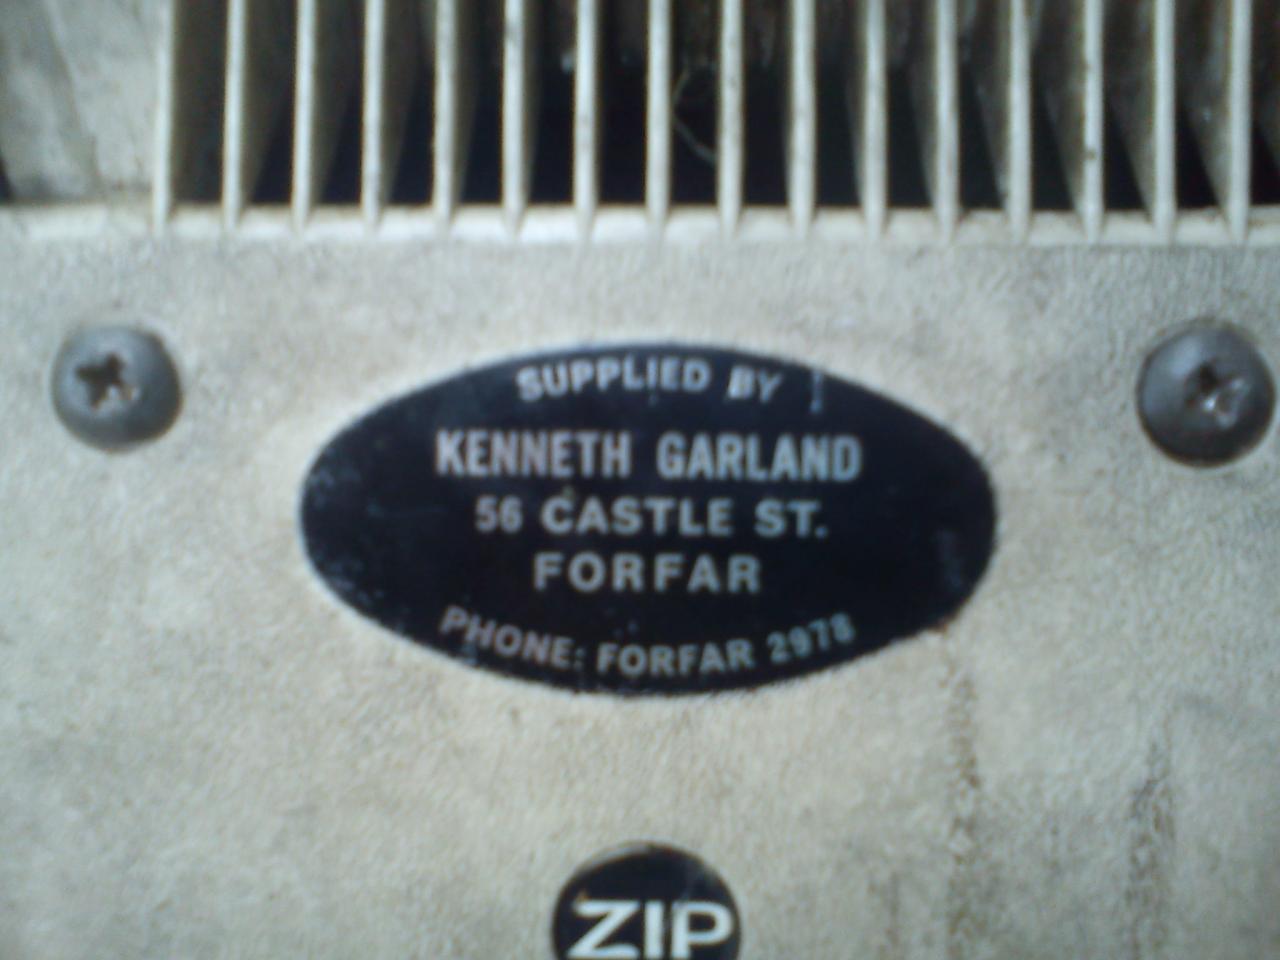 SUPPLIED BY
KENNETH GARLAND
56 CASTLE ST.
FORFAR
PHONE: FORFAR 2978
ZIP